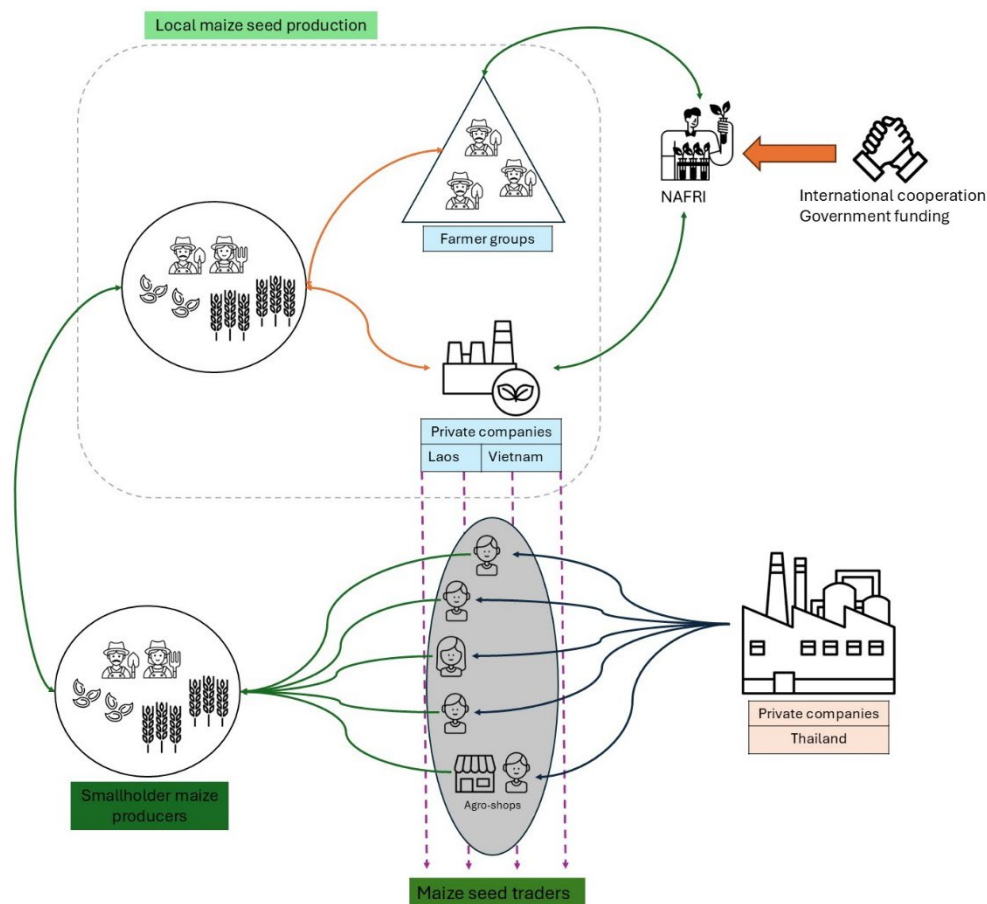 Local maize seed production
NAFRI
International cooperation
Government funding
Farmer groups
Private companies
Laos
Vietnam
Private companies
Thailand
Agro-shops
Smallholder maize
producers
Maize seed traders